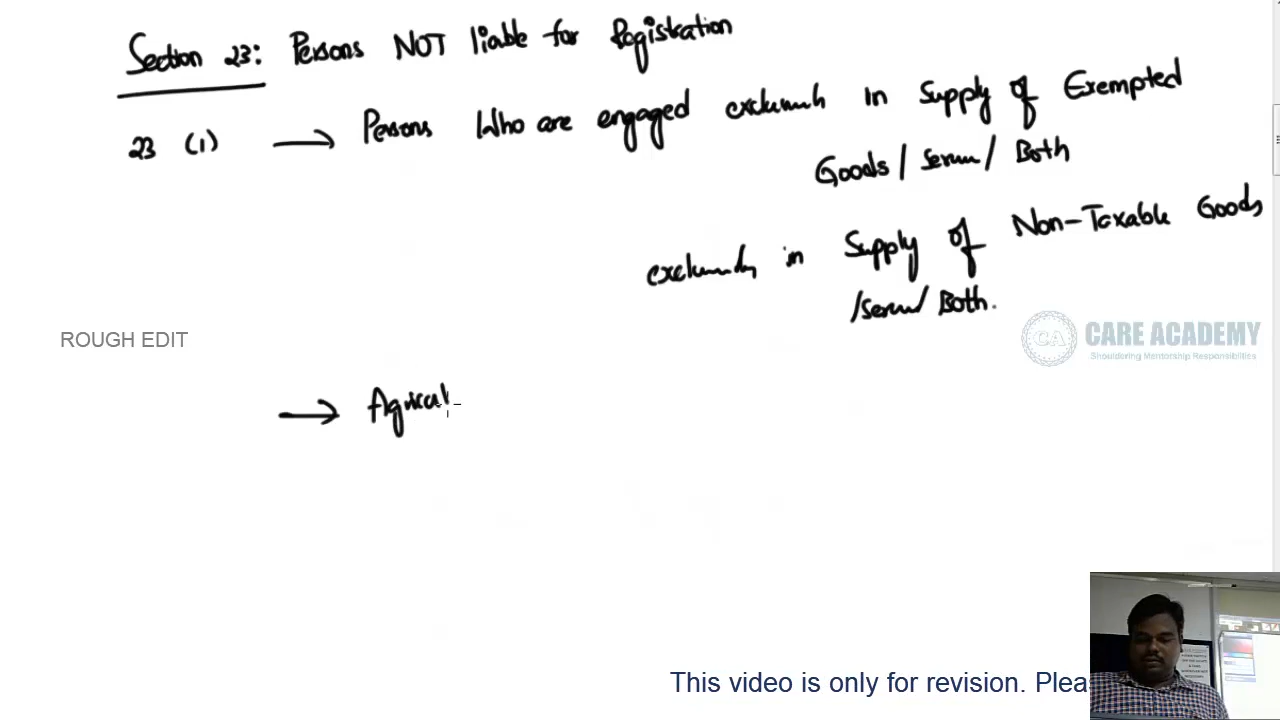 Section 23: Persons NOT liable for Registration
23 (1) → Persons Who are engaged exclusively in Supply of Exempted
Goods / Services / Both
exclusively in Supply of Non-Taxable Goods
/Services/ Both.
ROUGH EDIT
CA
CARE ACADEMY
Shouldering Mentorship Responsibilities
→ Agricul
This video is only for revision. Plea